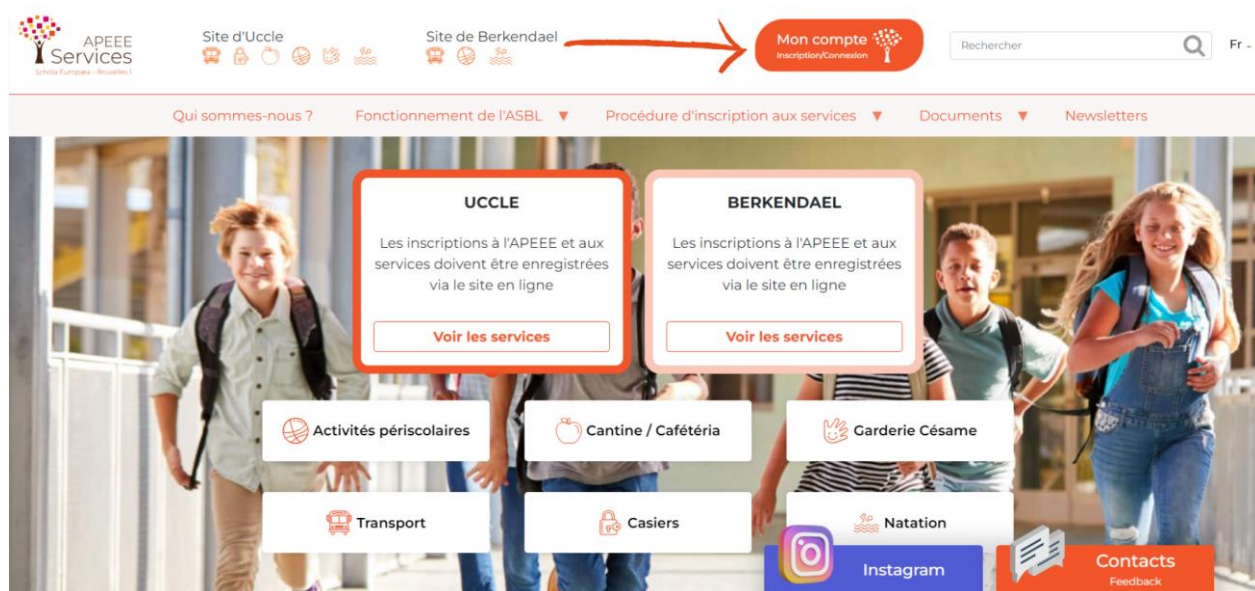 APEEE
Services
Schola Europaea - Bruxelles 1
Site d'Uccle
Site de Berkendael
Mon compte
Inscription/Connexion
Rechercher
Fr
Qui sommes-nous ?
Fonctionnement de l'ASBL ▼
Procédure d'inscription aux services ▼
Documents ▼
Newsletters
UCCLE
Les inscriptions à l'APEEE et aux
services doivent être enregistrées
via le site en ligne
Voir les services
BERKENDAEL
Les inscriptions à l'APEEE et aux
services doivent être enregistrées
via le site en ligne
Voir les services
Activités périscolaires
Cantine / Cafétéria
Garderie Césame
Transport
Casiers
Natation
Instagram
Contacts
Feedback